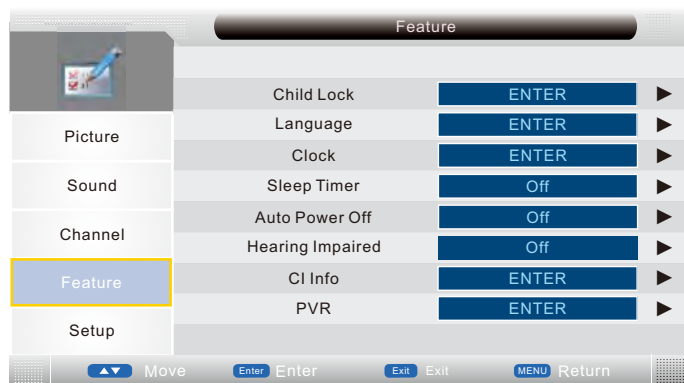 Feature
Child Lock ENTER
Language ENTER
Clock ENTER
Sleep Timer Off
Auto Power Off Off
Hearing Impaired Off
CI Info ENTER
PVR ENTER
Picture
Sound
Channel
Feature
Setup
Move Enter Enter Exit Exit MENU Return